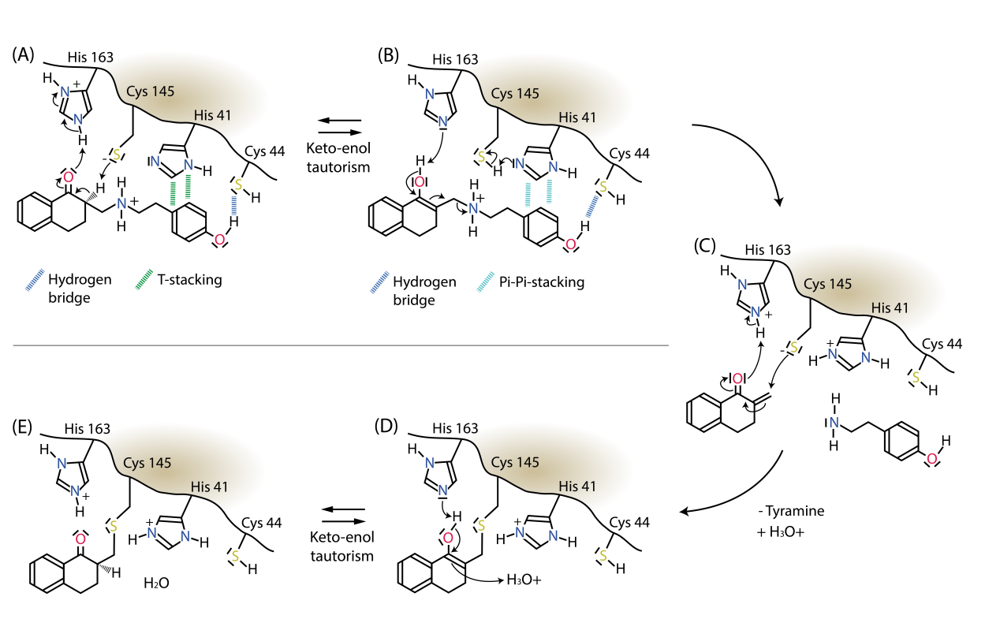 (A)
His 163
Cys 145
His 41
Cys 44
H
N
+
N
H
S
-
N
N
H
S
H
O
H
H
N
+
H
H
O
Hydrogen
bridge
T-stacking
Keto-enol
tautorism
(B)
His 163
Cys 145
His 41
Cys 44
H
N
N
S
H
N
N
H
S
H
H
O
H
N
+
H
H
O
Hydrogen
bridge
Pi-Pi-stacking
(C)
His 163
Cys 145
His 41
Cys 44
H
N
N
+
H
-
S
+
H
N
N
H
S
H
O
H
N
H
H
O
- Tyramine
+ H3O+
(D)
His 163
Cys 145
His 41
Cys 44
H
N
N
H
S
+
H
N
N
H
S
H
O
H3O+
Keto-enol
tautorism
(E)
His 163
Cys 145
His 41
Cys 44
H
N
N
+
H
S
+
H
N
N
H
S
H
O
H
H2O